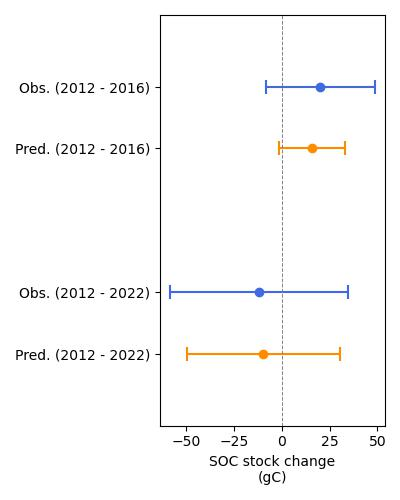 Obs. (2012 - 2016)
Pred. (2012 - 2016)
Obs. (2012 - 2022)
Pred. (2012 - 2022)
−50 −25 0 25 50
SOC stock change
(gC)